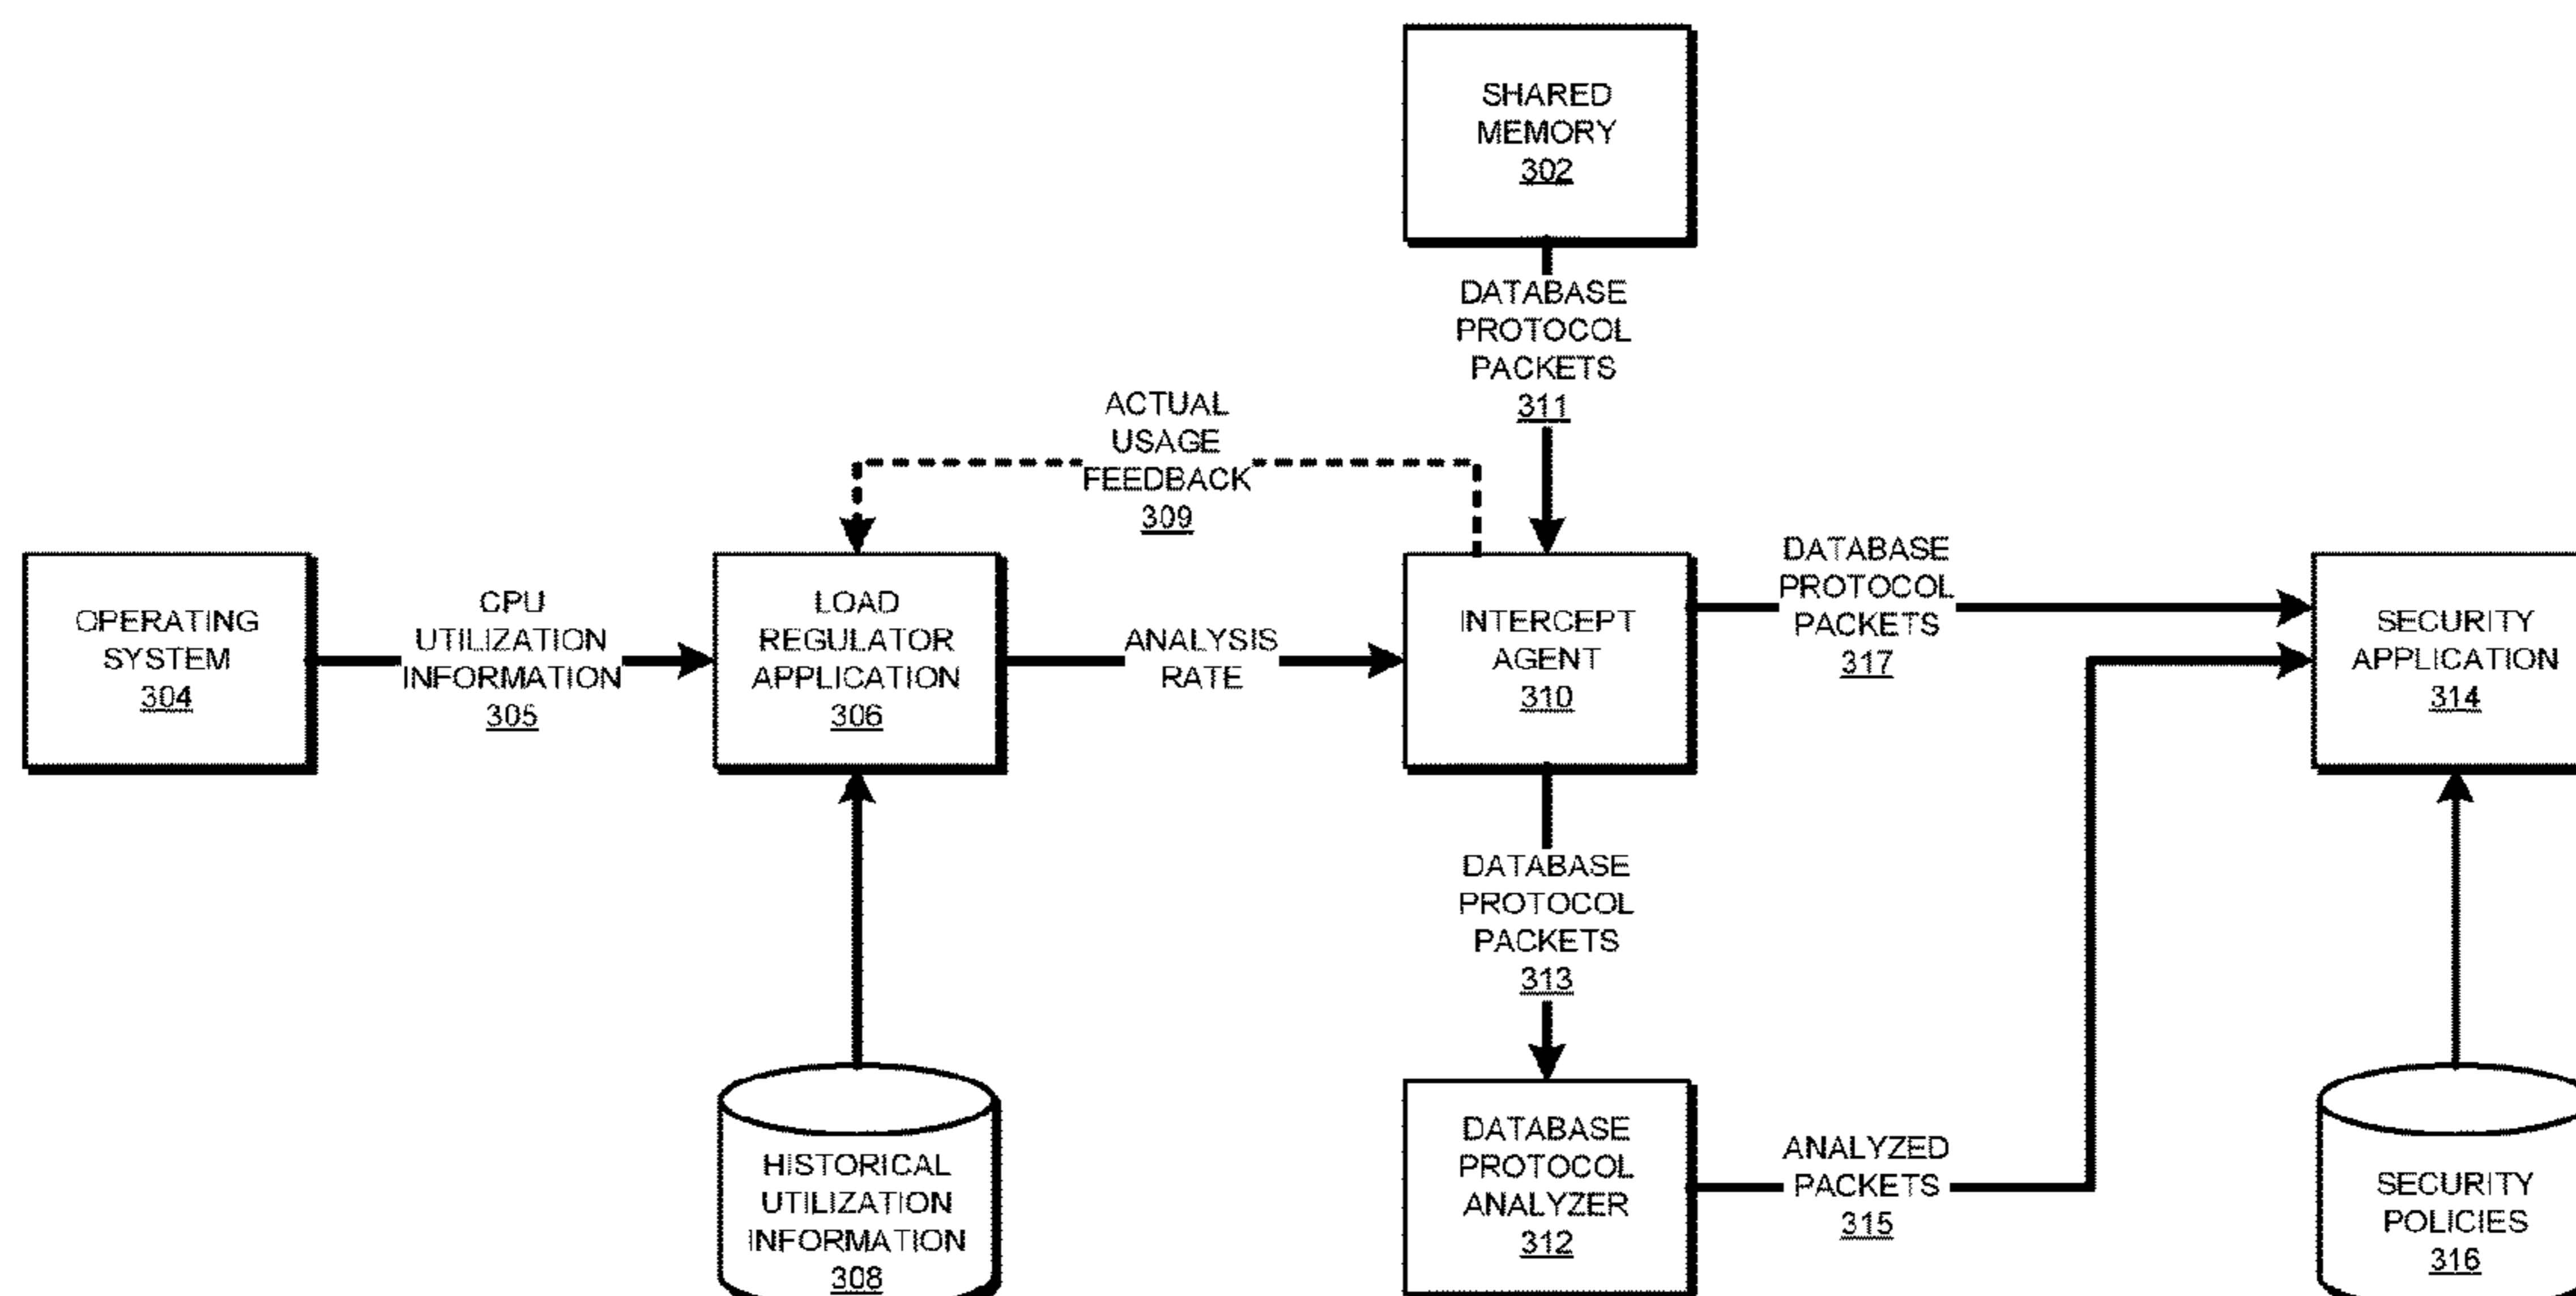 SHARED
MEMORY
302
DATABASE
PROTOCOL
PACKETS
311
ACTUAL
USAGE
FEEDBACK
309
OPERATING
SYSTEM
304
CPU
UTILIZATION
INFORMATION
305
LOAD
REGULATOR
APPLICATION
306
ANALYSIS
RATE
INTERCEPT
AGENT
310
DATABASE
PROTOCOL
PACKETS
317
SECURITY
APPLICATION
314
DATABASE
PROTOCOL
PACKETS
313
HISTORICAL
UTILIZATION
INFORMATION
308
DATABASE
PROTOCOL
ANALYZER
312
ANALYZED
PACKETS
315
SECURITY
POLICIES
316